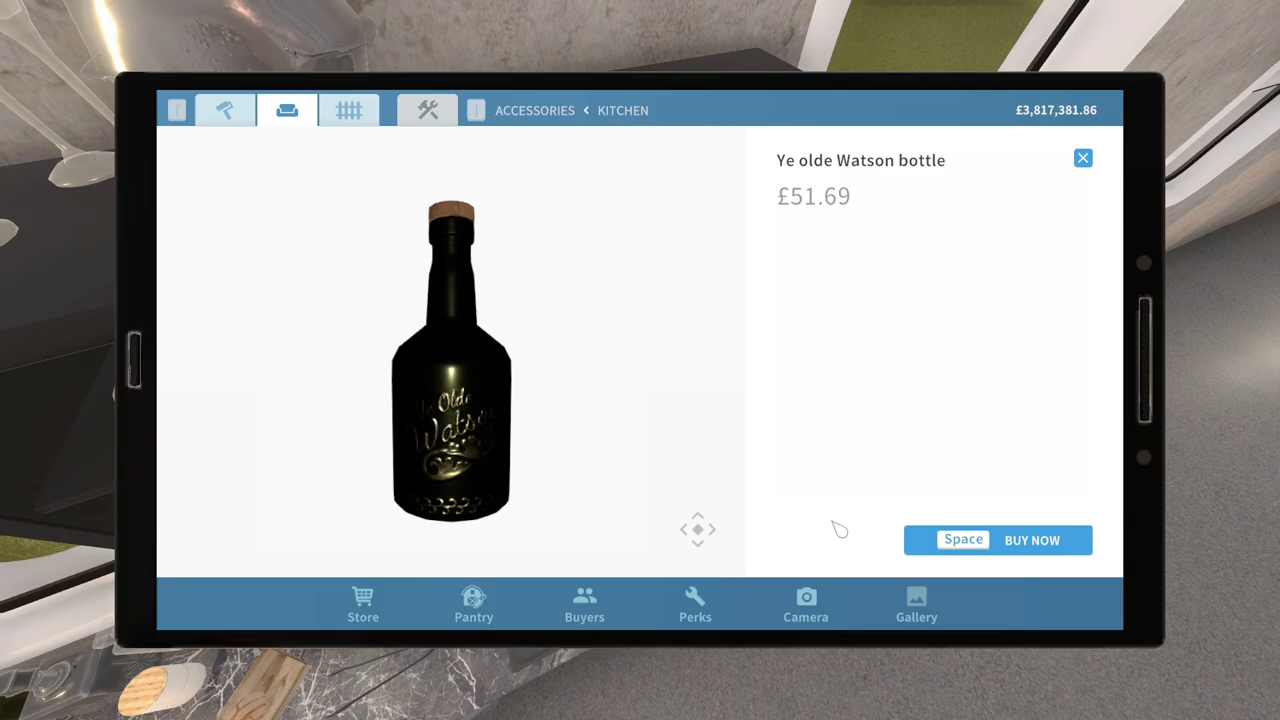 ACCESSORIES < KITCHEN
£3,817,381.86
Ye olde Watson bottle
£51.69
Ye Olde
Watson
Space BUY NOW
Store Pantry Buyers Perks Camera Gallery